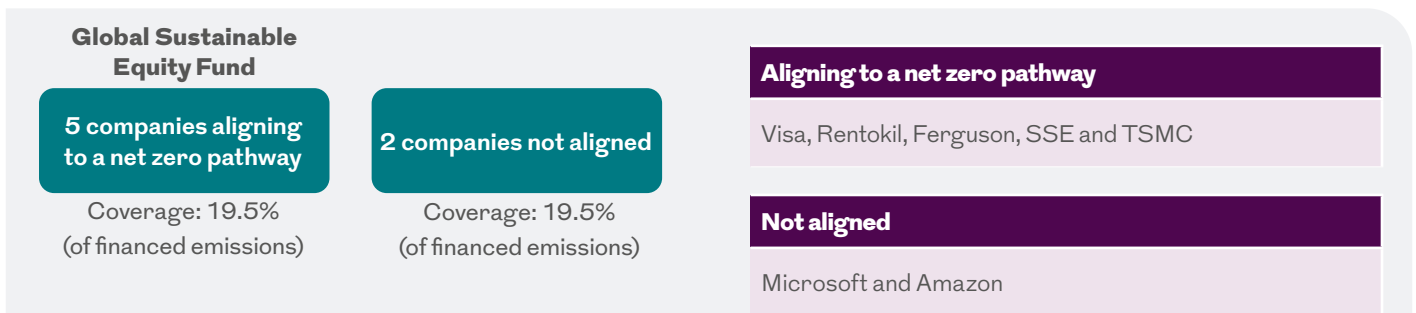 Global Sustainable
Equity Fund
5 companies aligning
to a net zero pathway
Coverage: 19.5%
(of financed emissions)
2 companies not aligned
Coverage: 19.5%
(of financed emissions)
Aligning to a net zero pathway
Visa, Rentokil, Ferguson, SSE and TSMC
Not aligned
Microsoft and Amazon